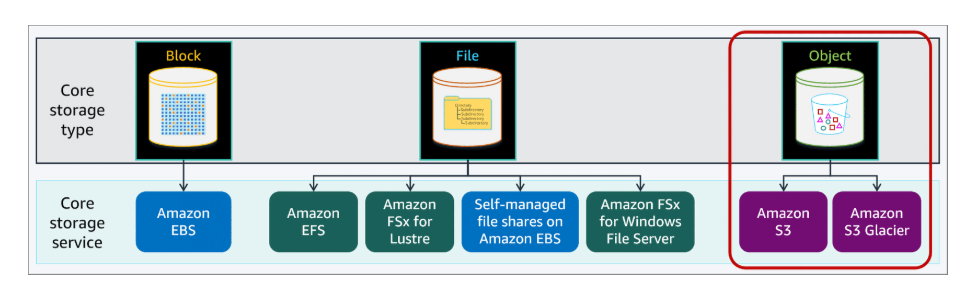 Block
File
Object
Core
storage
type
Core
storage
service
Amazon
EBS
Amazon
EFS
Amazon
FSx for
Lustre
Self-managed
file shares on
Amazon EBS
Amazon FSx
for Windows
File Server
Amazon
S3
Amazon
S3 Glacier